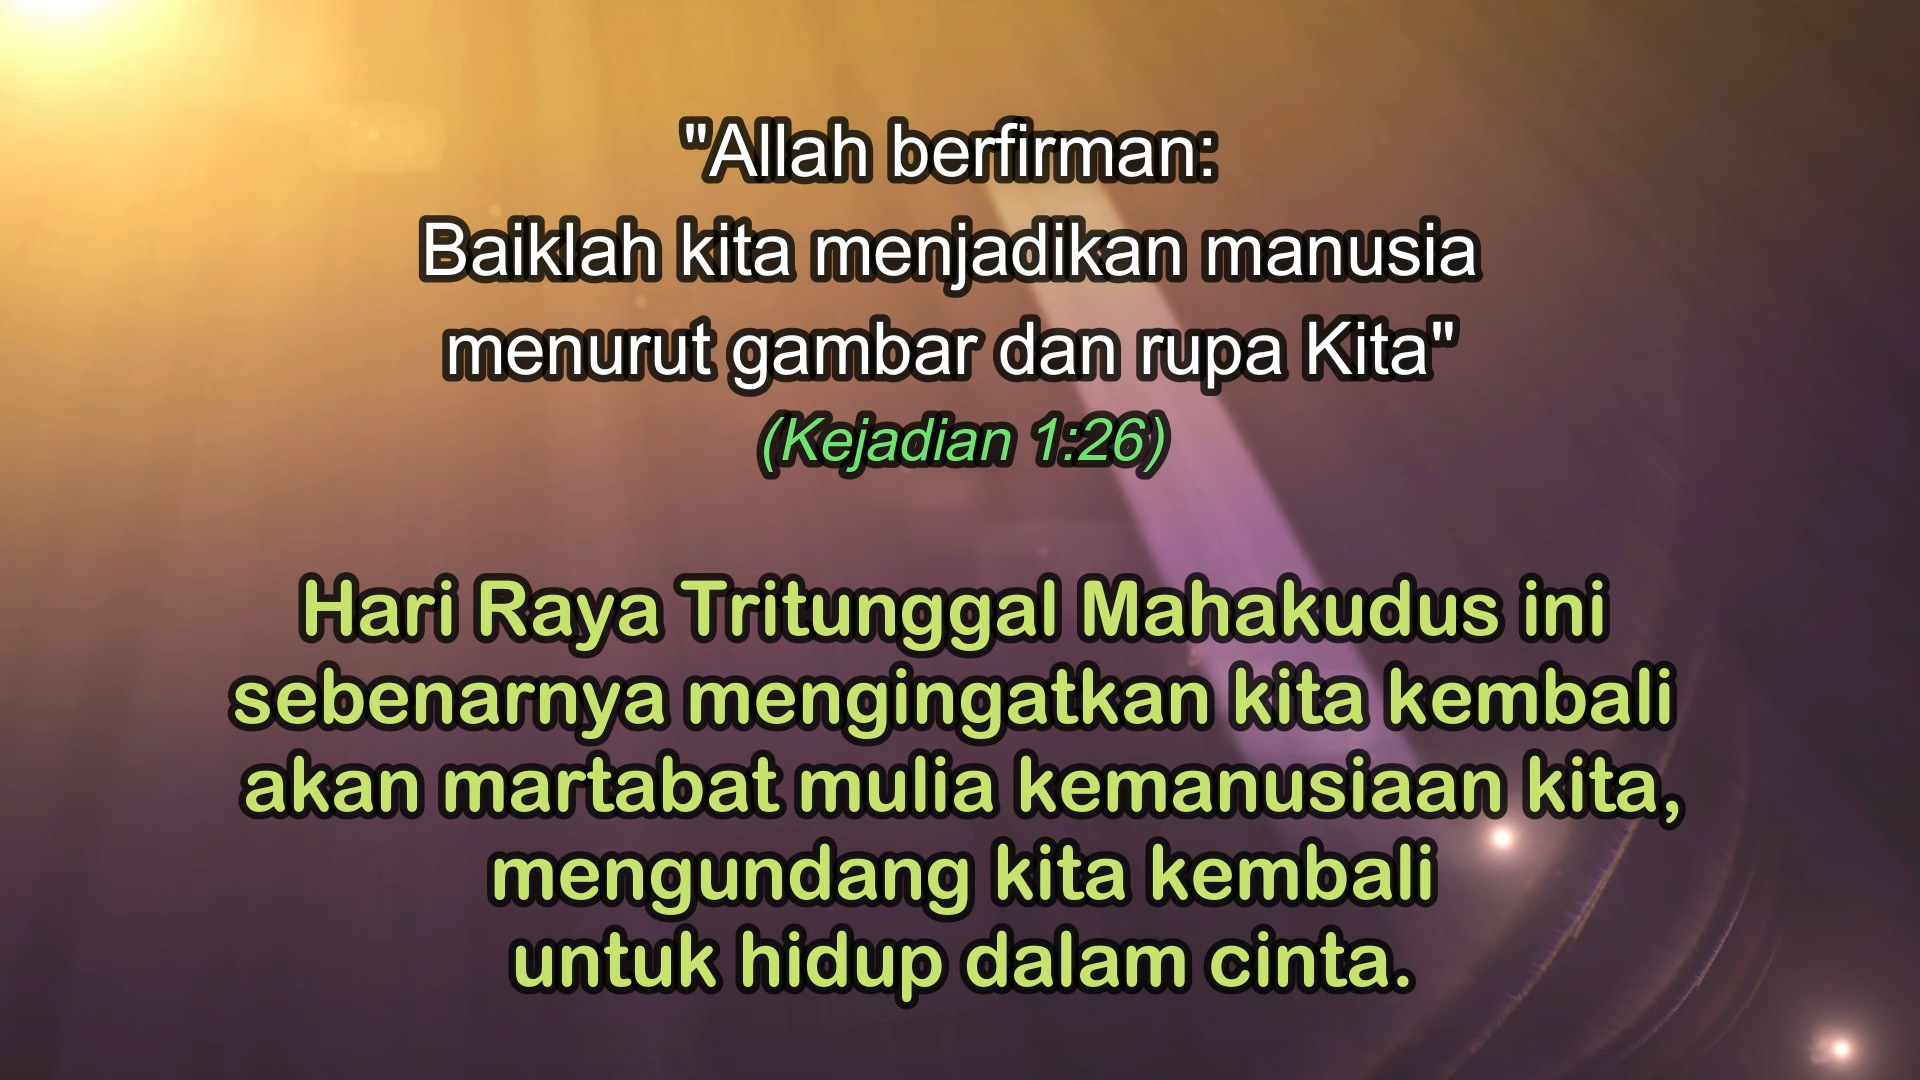 "Allah berfirman:
Baiklah kita menjadikan manusia
menurut gambar dan rupa Kita"
(Kejadian 1:26)
Hari Raya Tritunggal Mahakudus ini
sebenarnya mengingatkan kita kembali
akan martabat mulia kemanusiaan kita,
mengundang kita kembali
untuk hidup dalam cinta.